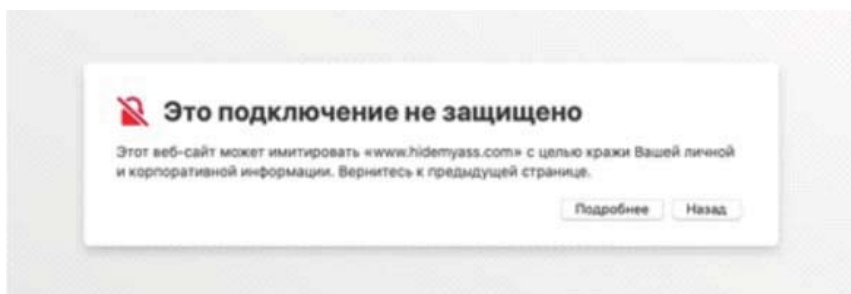 Это подключение не защищено
Этот веб-сайт может имитировать «www.hidemyass.com» с целью кражи Вашей личной
и корпоративной информации. Вернитесь к предыдущей странице.
Подробнее Назад